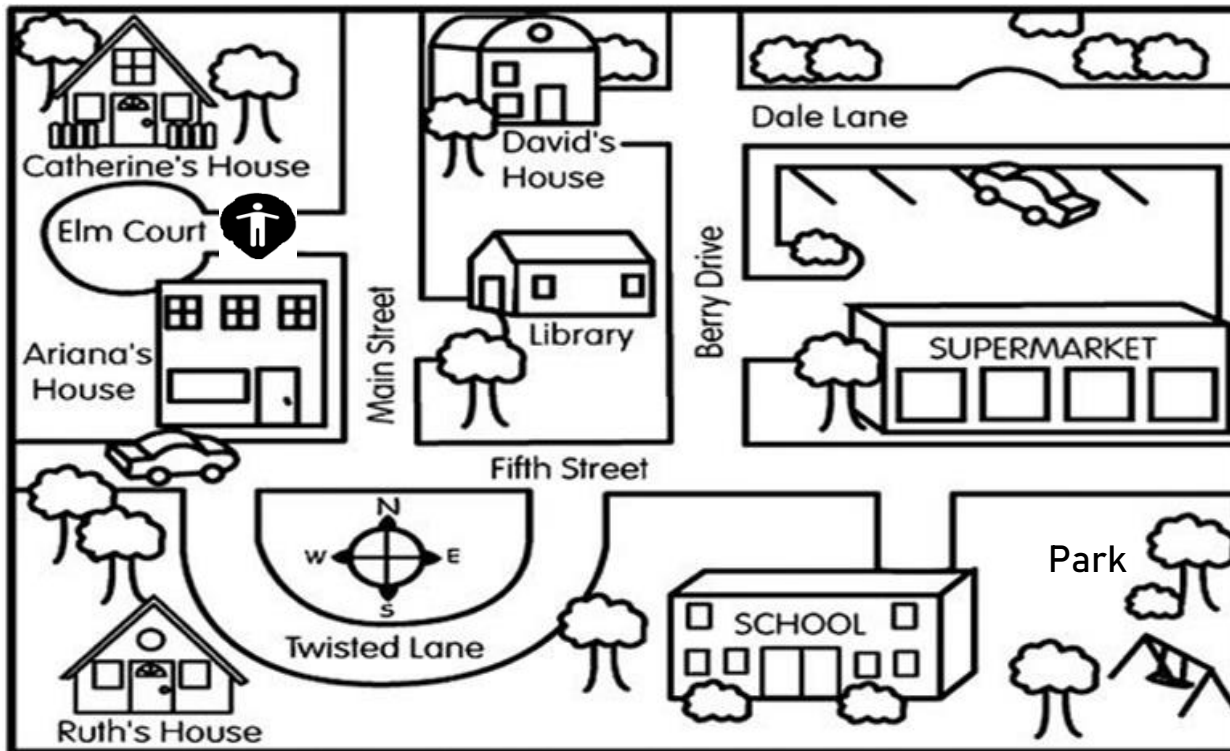 Catherine's House
David's
House
Dale Lane
Elm Court
Main Street
Berry Drive
Library
Ariana's
House
SUPERMARKET
Fifth Street
N
W
E
S
Twisted Lane
SCHOOL
Park
Ruth's House